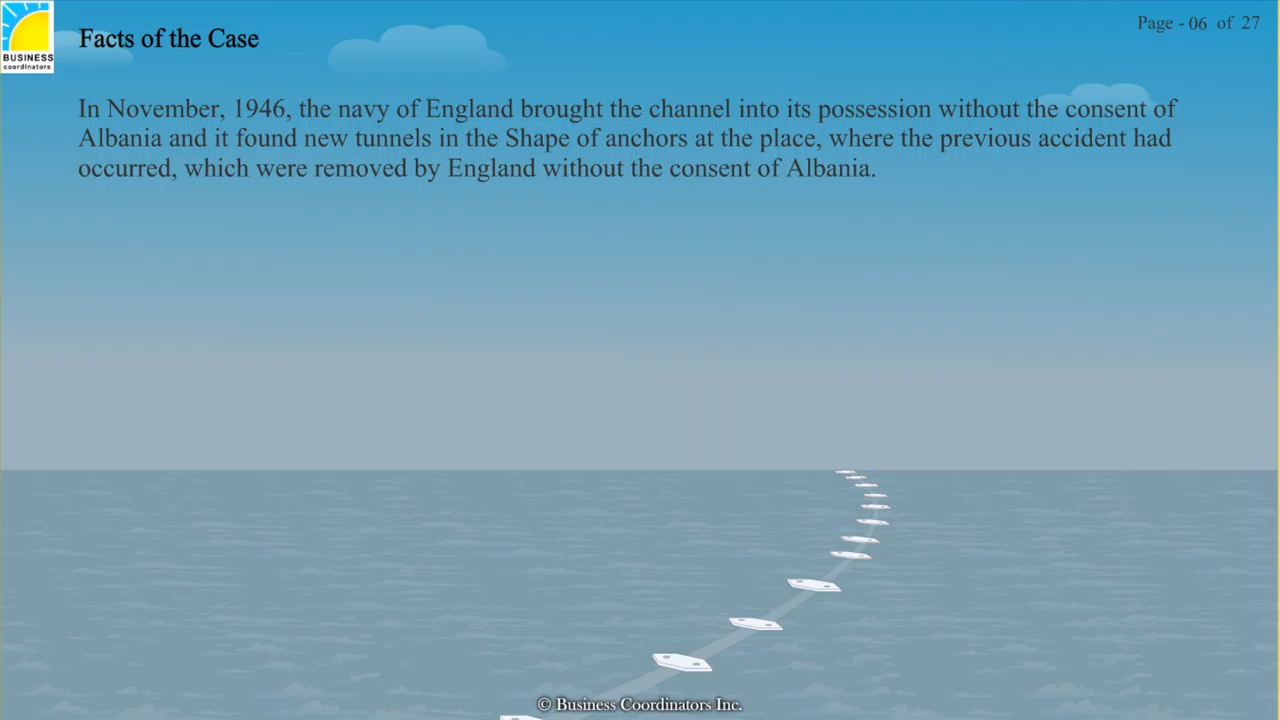 BUSINESS
coordinators
Facts of the Case
Page - 06 of 27
In November, 1946, the navy of England brought the channel into its possession without the consent of
Albania and it found new tunnels in the Shape of anchors at the place, where the previous accident had
occurred, which were removed by England without the consent of Albania.
© Business Coordinators Inc.